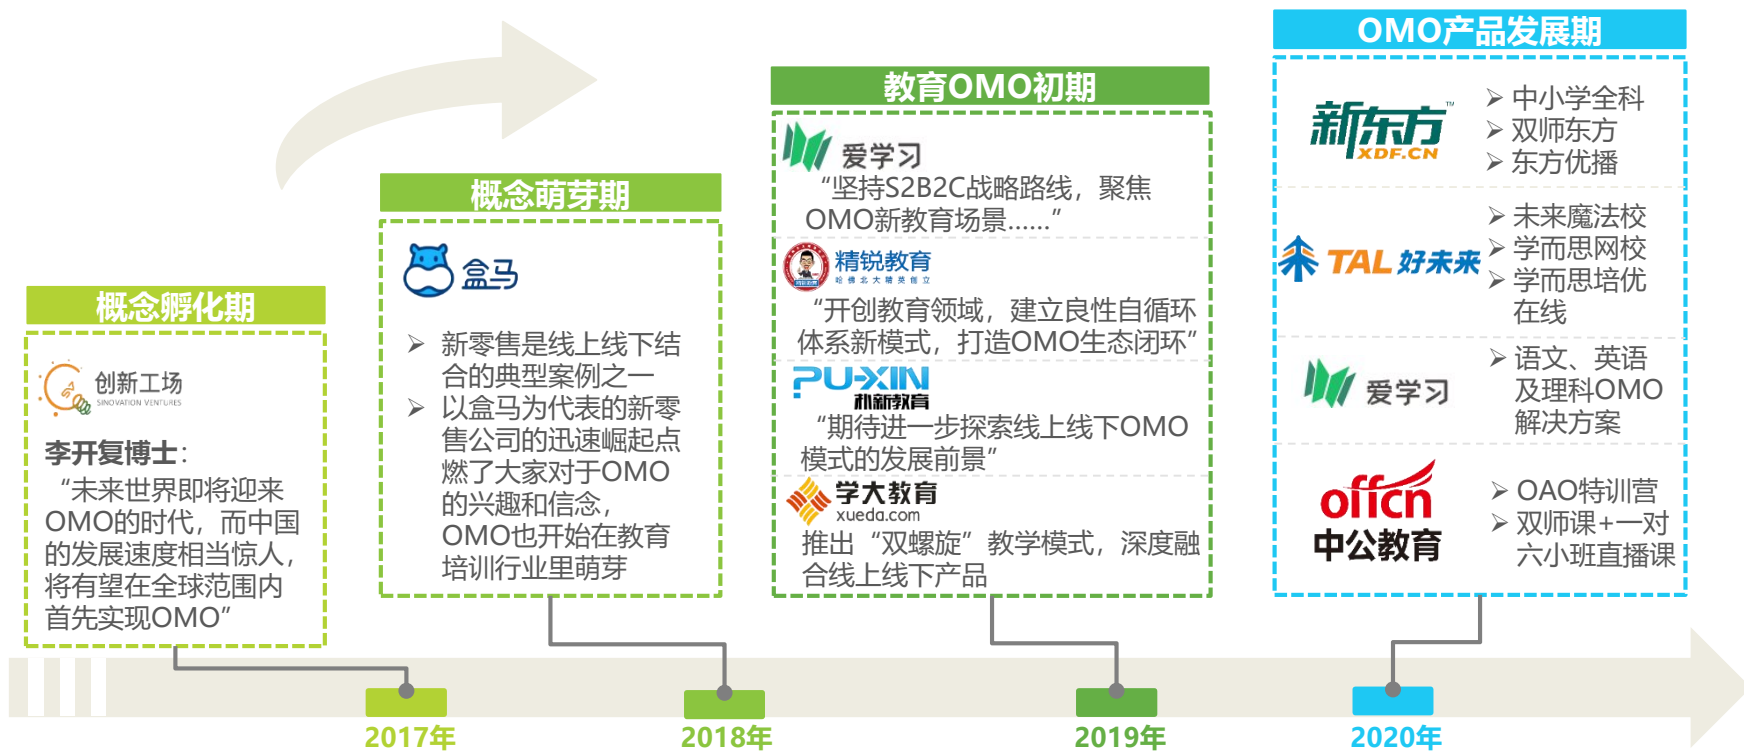 概念孵化期
创新工场
SINOVATION VENTURES
李开复博士：
“未来世界即将迎来
OMO的时代，而中国
的发展速度相当惊人，
将有望在全球范围内
首先实现OMO”
概念萌芽期
盒马
➢ 新零售是线上线下结
合的典型案例之一
➢ 以盒马为代表的新零
售公司的迅速崛起点
燃了大家对于OMO
的兴趣和信念，
OMO也开始在教育
培训行业里萌芽
教育OMO初期
爱学习
“坚持S2B2C战略路线，聚焦
OMO新教育场景……”
精锐教育
哈佛北大精英创立
“开创教育领域，建立良性自循环
体系新模式，打造OMO生态闭环”
PU-XIN
朴新教育
“期待进一步探索线上线下OMO
模式的发展前景”
学大教育
xueda.com
推出“双螺旋”教学模式，深度融
合线上线下产品
OMO产品发展期
新东方™
XDF.CN
➢ 中小学全科
➢ 双师东方
➢ 东方优播
TAL 好未来
➢ 未来魔法校
➢ 学而思网校
➢ 学而思培优
在线
爱学习
➢ 语文、英语
及理科OMO
解决方案
offcn
中公教育
➢ OAO特训营
➢ 双师课+一对
六小班直播课
2017年
2018年
2019年
2020年